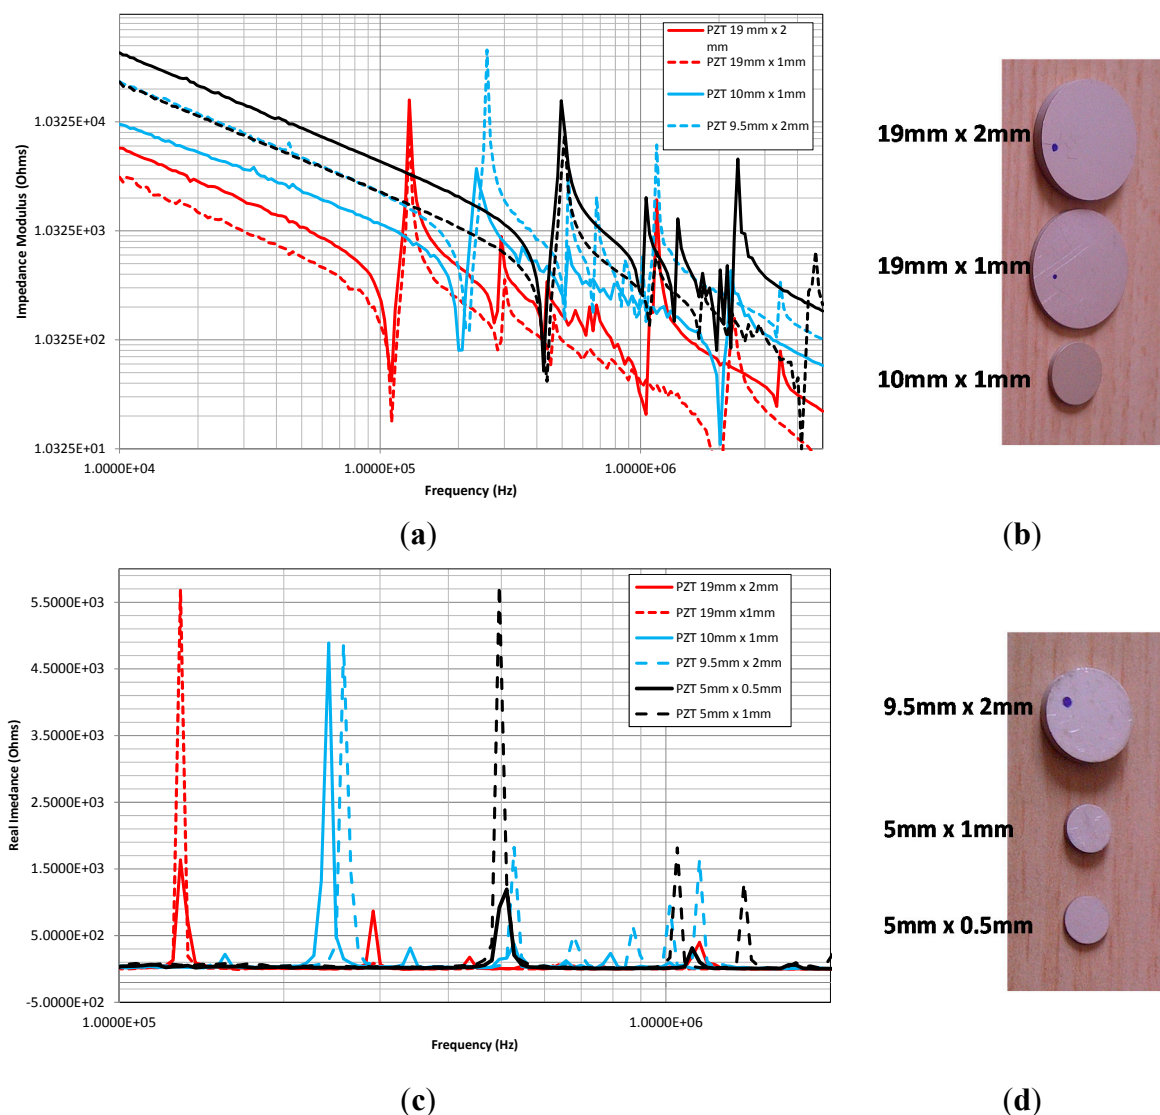 PZT 19 mm x 2
mm
PZT 19mm x 1mm
PZT 10mm x 1mm
PZT 9.5mm x 2mm
1.0325E+04
1.0325E+03
1.0325E+02
1.0325E+01
Impedance Modulus (Ohms)
1.0000E+04
1.0000E+05
1.0000E+06
Frequency (Hz)
(a)
19mm x 2mm
19mm x 1mm
10mm x 1mm
(b)
PZT 19mm x 2mm
PZT 19mm x1mm
PZT 10mm x 1mm
PZT 9.5mm x 2mm
PZT 5mm x 0.5mm
PZT 5mm x 1mm
5.5000E+03
4.5000E+03
3.5000E+03
2.5000E+03
1.5000E+03
5.0000E+02
-5.0000E+02
Real Imedance (Ohms)
1.0000E+05
1.0000E+06
Frequency (Hz)
(c)
9.5mm x 2mm
5mm x 1mm
5mm x 0.5mm
(d)